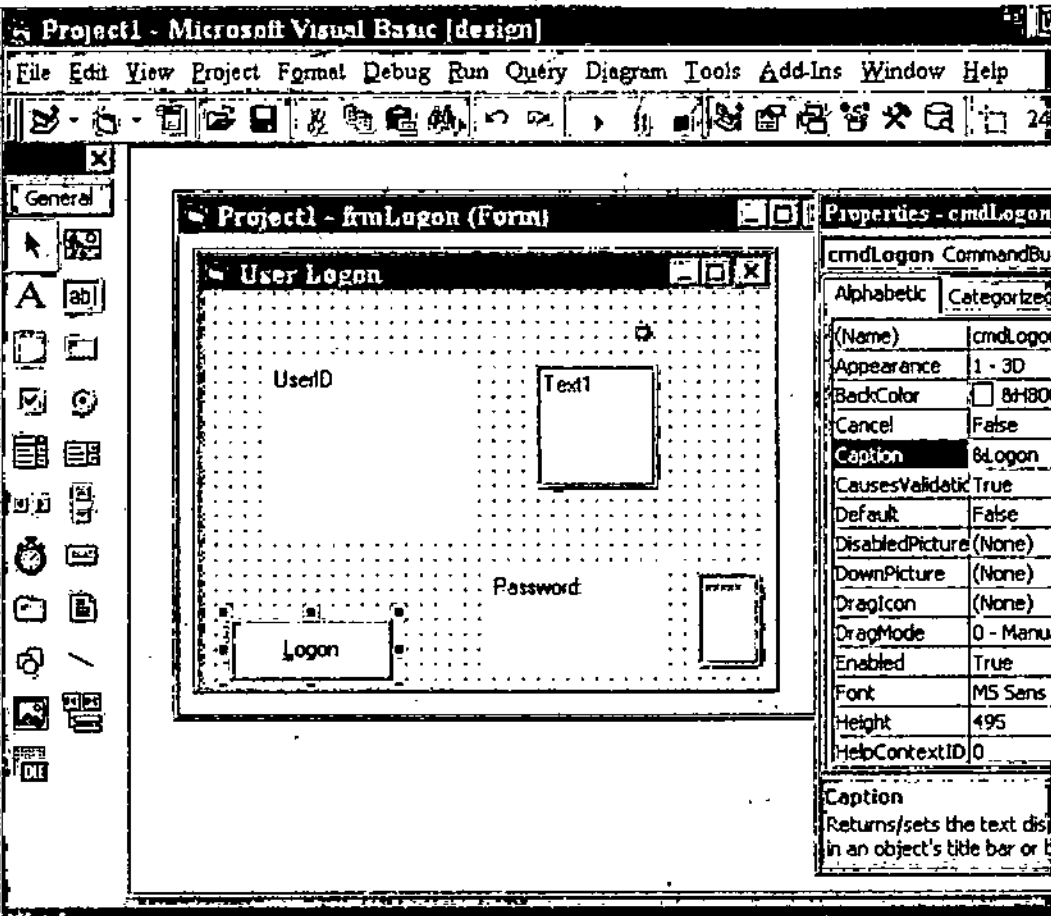 Project1 - Microsoft Visual Basic [design]
File Edit View Project Format Debug Run Query Diagram Tools Add-Ins Window Help
24
General
Project1 - frmLogon (Form)
User Logon
UserID
Text1
Password
*****
Logon
Properties - cmdLogon
cmdLogon CommandBu
Alphabetic Categorized
(Name) cmdLogon
Appearance 1 - 3D
BackColor &H800
Cancel False
Caption &Logon
CausesValidatic True
Default False
DisabledPicture (None)
DownPicture (None)
DragIcon (None)
DragMode 0 - Manu
Enabled True
Font MS Sans
Height 495
HelpContextID 0
Caption
Returns/sets the text disp
in an object's title bar or b